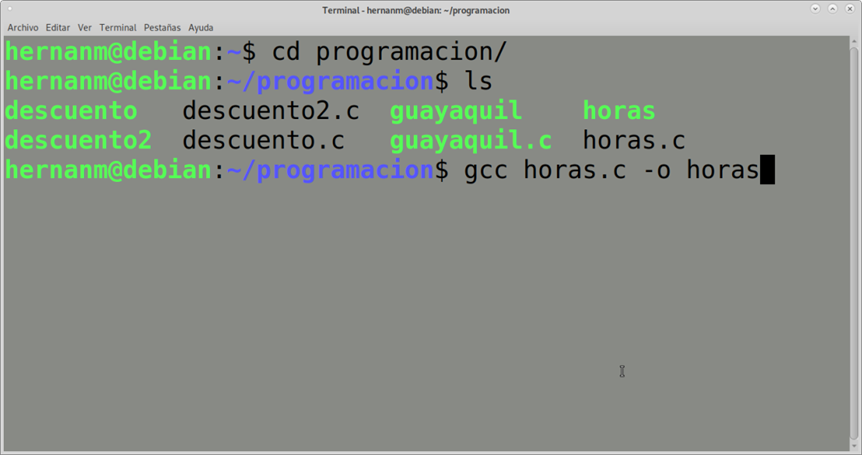 Terminal - hernanm@debian: ~/programacion
Archivo Editar Ver Terminal Pestañas Ayuda
hernanm@debian:~$ cd programacion/
hernanm@debian:~/programacion$ ls
descuento descuento2.c guayaquil horas
descuento2 descuento.c guayaquil.c horas.c
hernanm@debian:~/programacion$ gcc horas.c -o horas